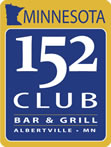 MINNESOTA
152
CLUB
BAR & GRILL
ALBERTVILLE - MN